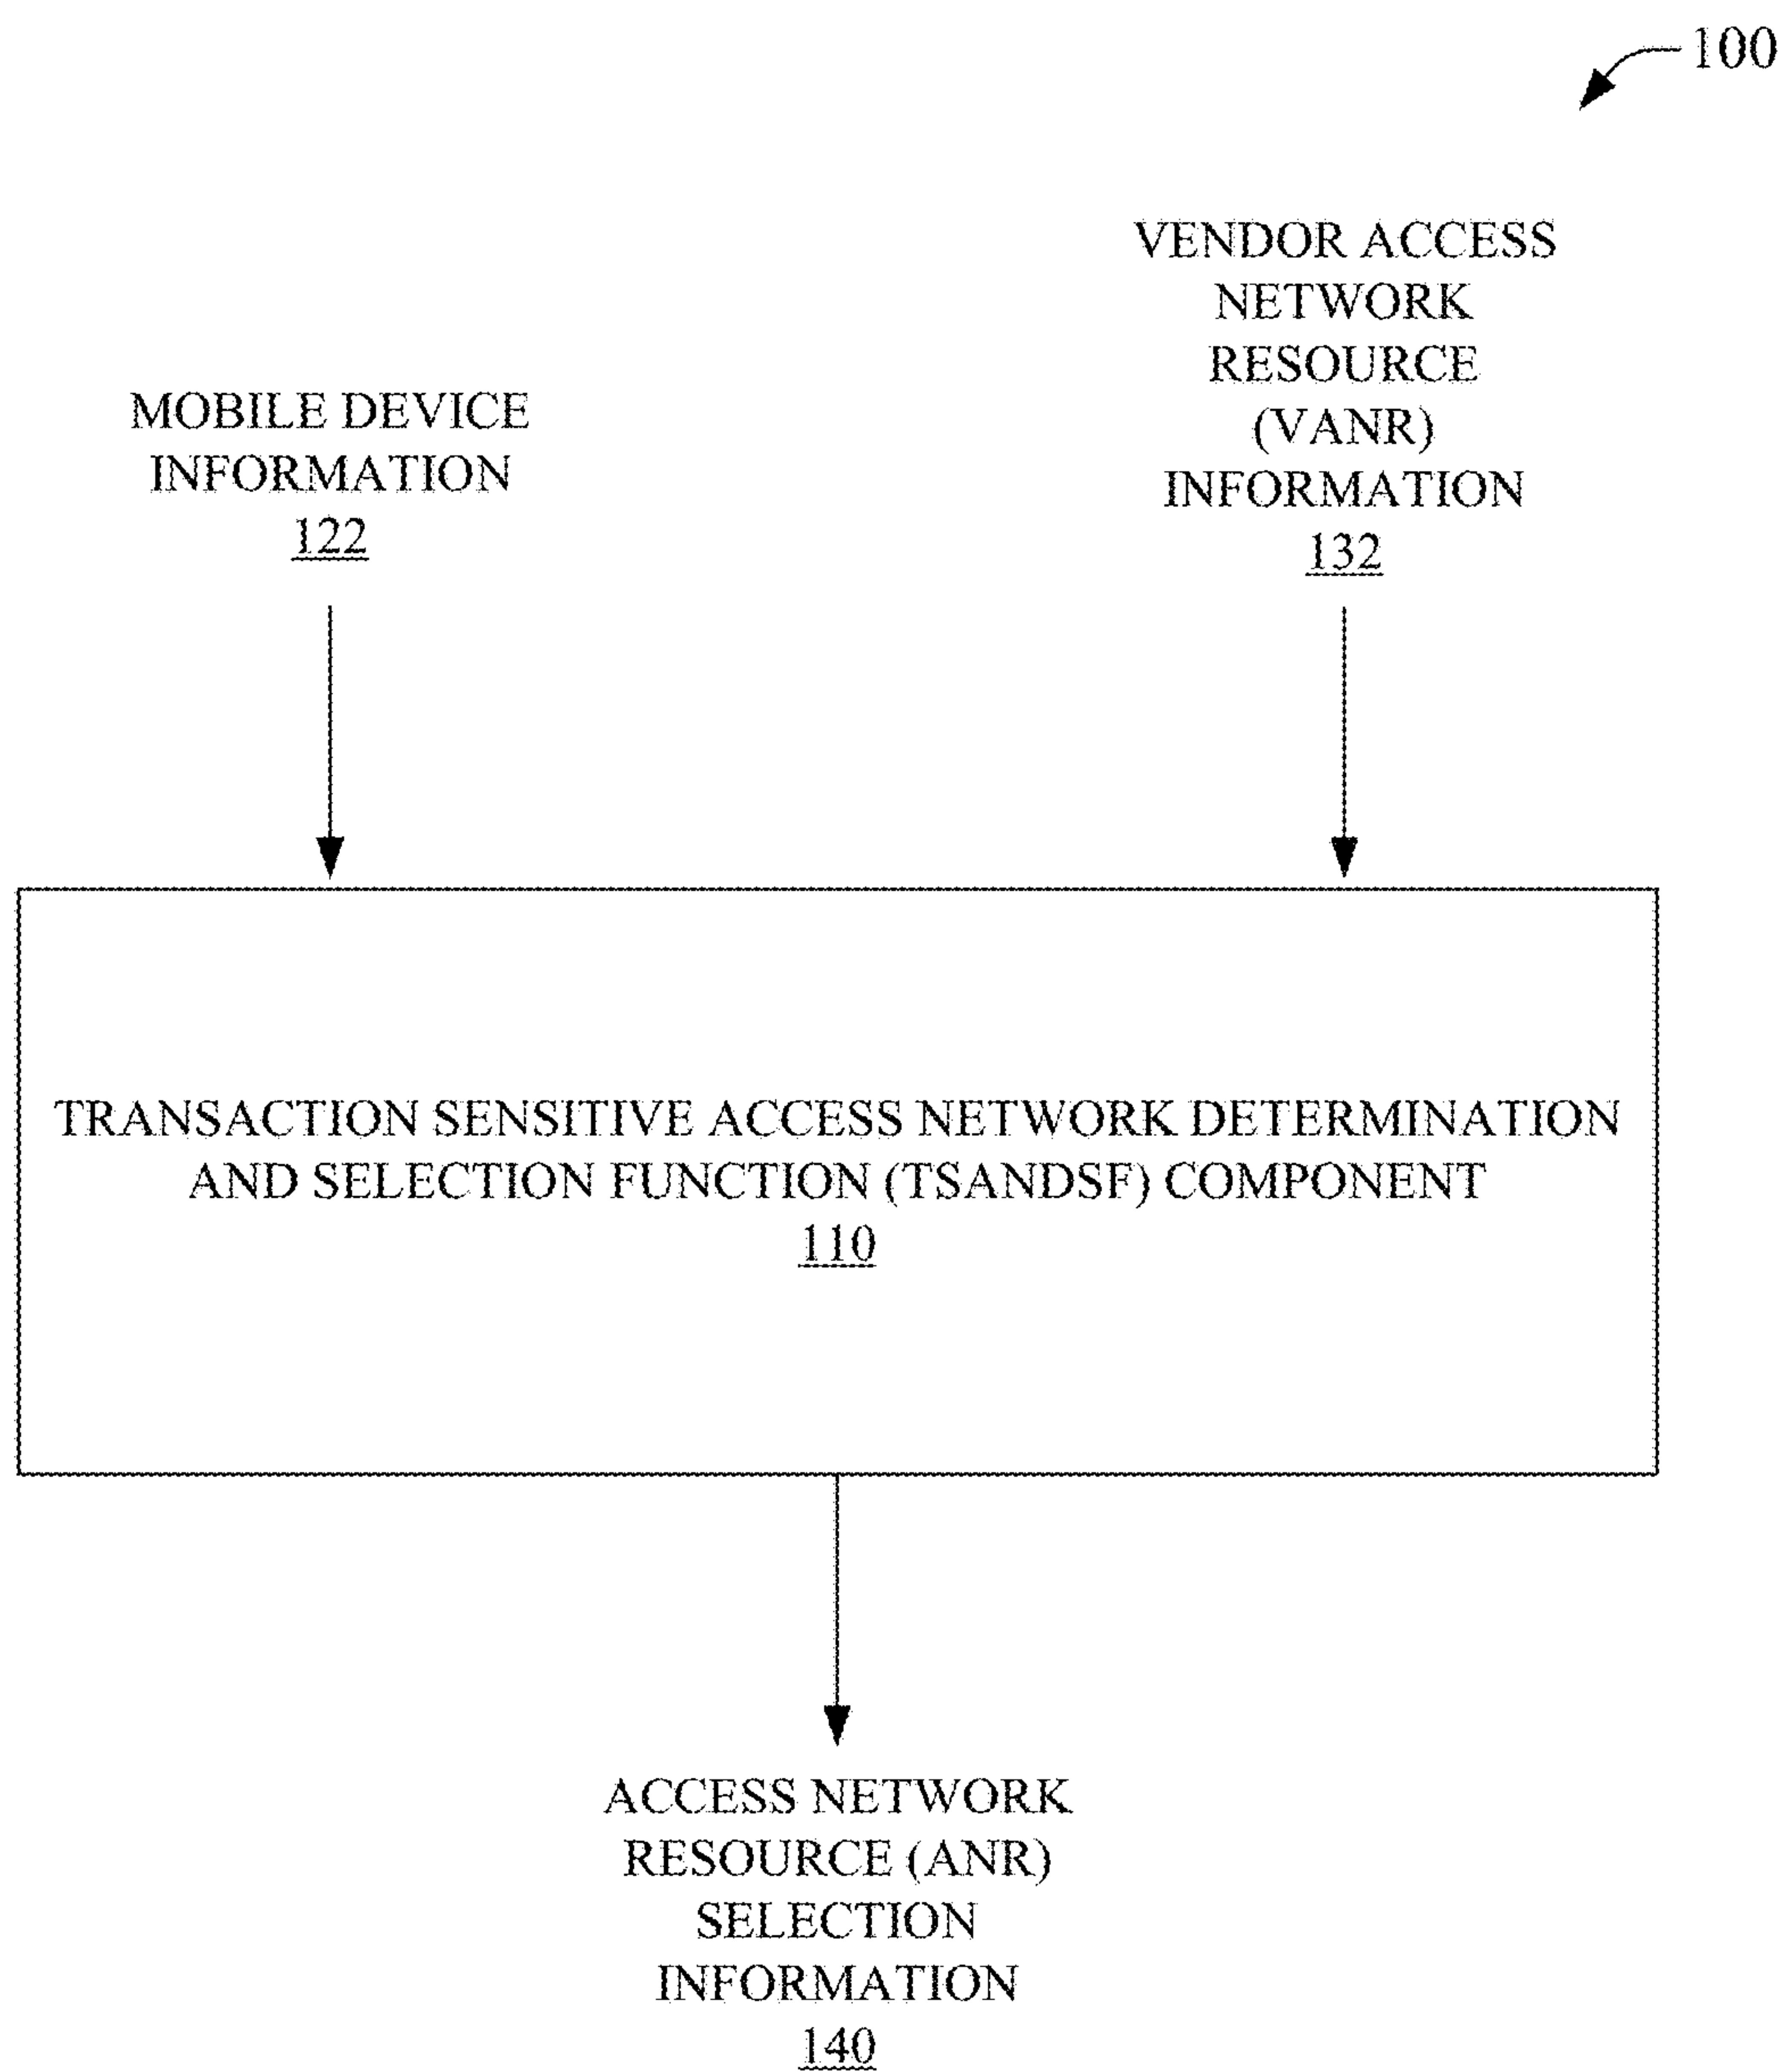 100
MOBILE DEVICE
INFORMATION
122
VENDOR ACCESS
NETWORK
RESOURCE
(VANR)
INFORMATION
132
TRANSACTION SENSITIVE ACCESS NETWORK DETERMINATION
AND SELECTION FUNCTION (TSANDSF) COMPONENT
110
ACCESS NETWORK
RESOURCE (ANR)
SELECTION
INFORMATION
140